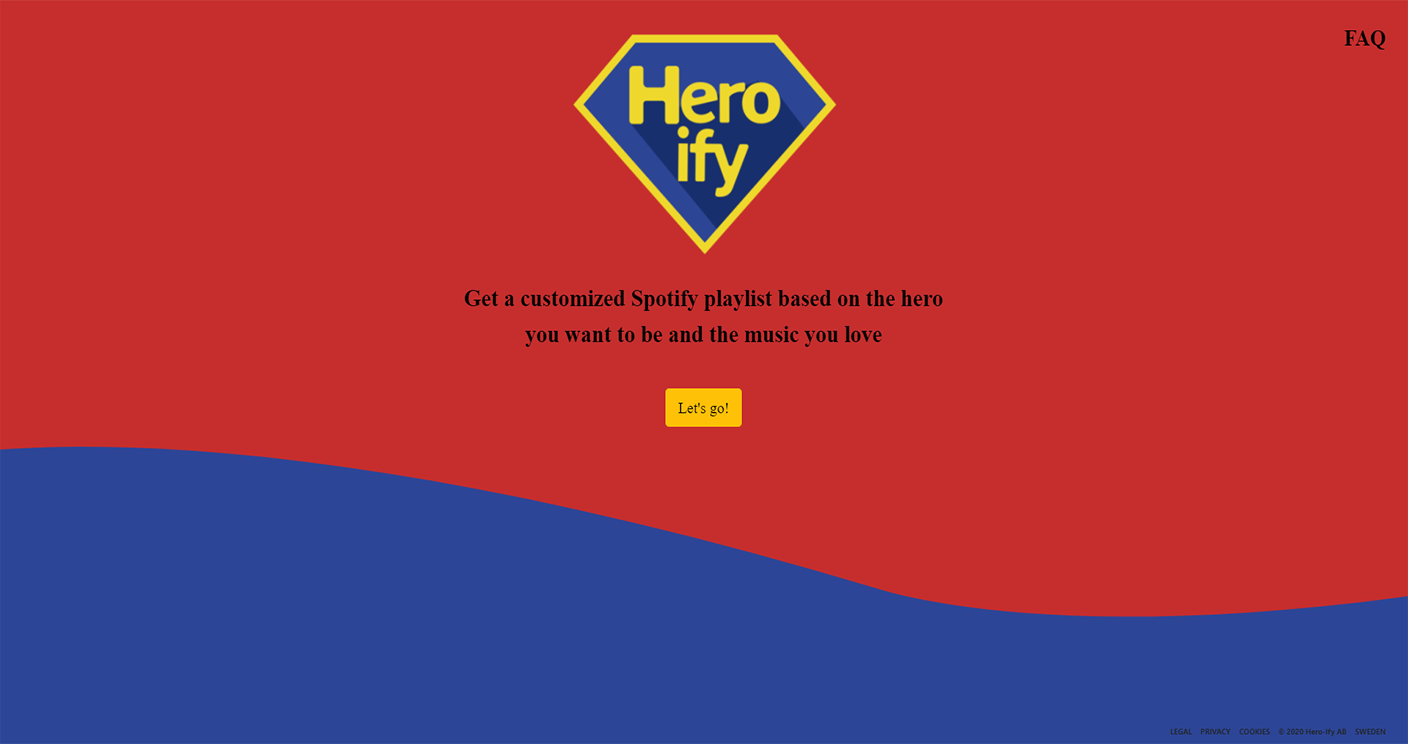 FAQ
Hero
ify
Get a customized Spotify playlist based on the hero
you want to be and the music you love
Let's go!
LEGAL PRIVACY COOKIES © 2020 Hero-Ify AB SWEDEN